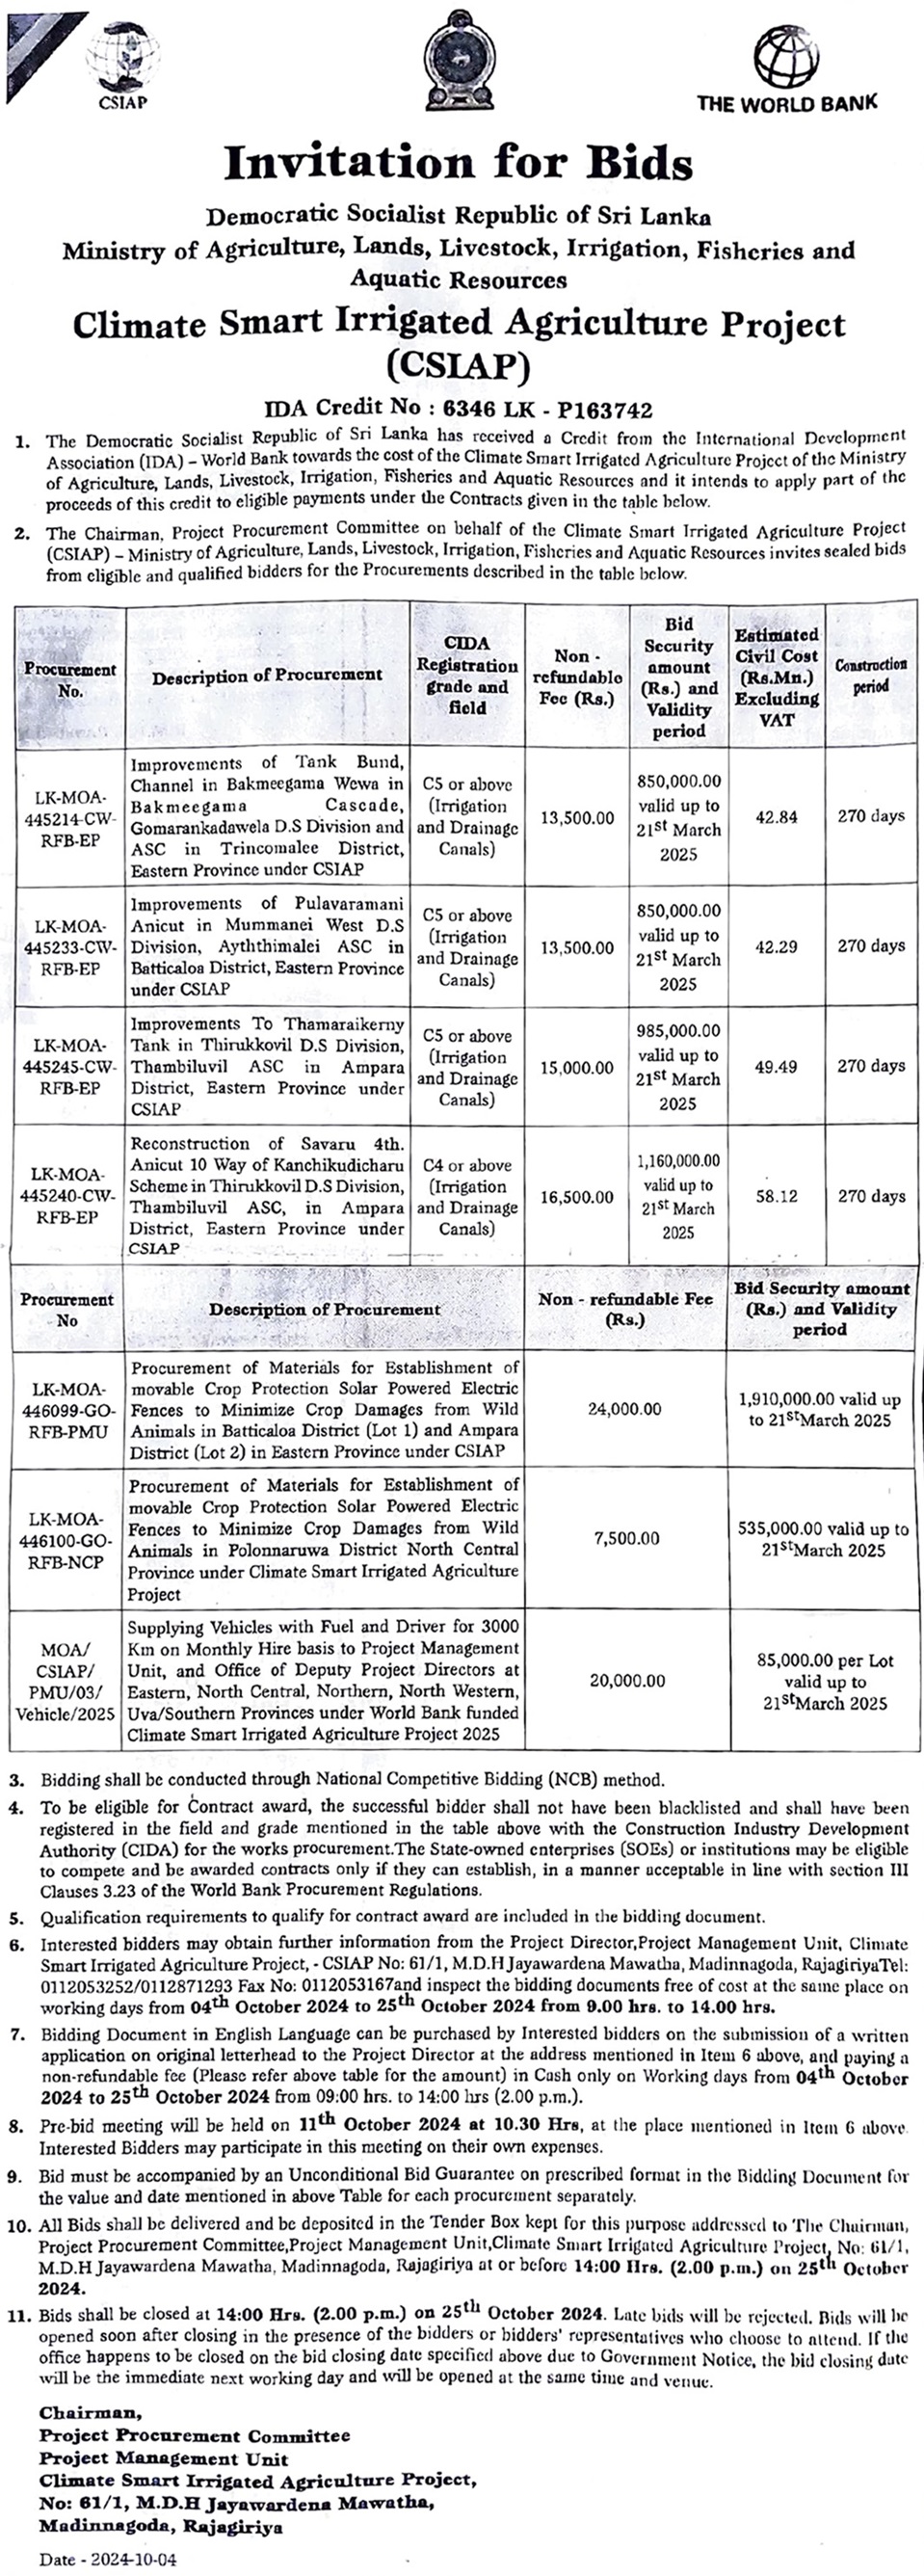 CSIAP
THE WORLD BANK
Invitation for Bids
Democratic Socialist Republic of Sri Lanka
Ministry of Agriculture, Lands, Livestock, Irrigation, Fisheries and
Aquatic Resources
Climate Smart Irrigated Agriculture Project
(CSIAP)
IDA Credit No : 6346 LK - P163742
1. The Democratic Socialist Republic of Sri Lanka has received a Credit from the International Development
Association (IDA) – World Bank towards the cost of the Climate Smart Irrigated Agriculture Project of the Ministry
of Agriculture, Lands, Livestock, Irrigation, Fisheries and Aquatic Resources and it intends to apply part of the
proceeds of this credit to eligible payments under the Contracts given in the table below.
2. The Chairman, Project Procurement Committee on behalf of the Climate Smart Irrigated Agriculture Project
(CSIAP) – Ministry of Agriculture, Lands, Livestock, Irrigation, Fisheries and Aquatic Resources invites sealed bids
from eligible and qualified bidders for the Procurements described in the table below.
Procurement
No.
Description of Procurement
CIDA
Registration
grade and
field
Non -
refundable
Fee (Rs.)
Bid
Security
amount
(Rs.) and
Validity
period
Estimated
Civil Cost
(Rs.Mn.)
Excluding
VAT
Construction
period
LK-MOA-
445214-CW-
RFB-EP
Improvements of Tank Bund,
Channel in Bakmeegama Wewa in
Bakmeegama Cascade,
Gomarankadawela D.S Division and
ASC in Trincomalee District,
Eastern Province under CSIAP
C5 or above
(Irrigation
and Drainage
Canals)
13,500.00
850,000.00
valid up to
21st March
2025
42.84
270 days
LK-MOA-
445233-CW-
RFB-EP
Improvements of Pulavaramani
Anicut in Mummanei West D.S
Division, Ayththimalei ASC in
Batticaloa District, Eastern Province
under CSIAP
C5 or above
(Irrigation
and Drainage
Canals)
13,500.00
850,000.00
valid up to
21st March
2025
42.29
270 days
LK-MOA-
445245-CW-
RFB-EP
Improvements To Thamaraikerny
Tank in Thirukkovil D.S Division,
Thambiluvil ASC in Ampara
District, Eastern Province under
CSIAP
C5 or above
(Irrigation
and Drainage
Canals)
15,000.00
985,000.00
valid up to
21st March
2025
49.49
270 days
LK-MOA-
445240-CW-
RFB-EP
Reconstruction of Savaru 4th.
Anicut 10 Way of Kanchikudicharu
Scheme in Thirukkovil D.S Division,
Thambiluvil ASC, in Ampara
District, Eastern Province under
CSIAP
C4 or above
(Irrigation
and Drainage
Canals)
16,500.00
1,160,000.00
valid up to
21st March
2025
58.12
270 days
Procurement
No
Description of Procurement
Non - refundable Fee
(Rs.)
Bid Security amount
(Rs.) and Validity
period
LK-MOA-
446099-GO-
RFB-PMU
Procurement of Materials for Establishment of
movable Crop Protection Solar Powered Electric
Fences to Minimize Crop Damages from Wild
Animals in Batticaloa District (Lot 1) and Ampara
District (Lot 2) in Eastern Province under CSIAP
24,000.00
1,910,000.00 valid up
to 21stMarch 2025
LK-MOA-
446100-GO-
RFB-NCP
Procurement of Materials for Establishment of
movable Crop Protection Solar Powered Electric
Fences to Minimize Crop Damages from Wild
Animals in Polonnaruwa District North Central
Province under Climate Smart Irrigated Agriculture
Project
7,500.00
535,000.00 valid up to
21stMarch 2025
MOA/
CSIAP/
PMU/03/
Vehicle/2025
Supplying Vehicles with Fuel and Driver for 3000
Km on Monthly Hire basis to Project Management
Unit, and Office of Deputy Project Directors at
Eastern, North Central, Northern, North Western,
Uva/Southern Provinces under World Bank funded
Climate Smart Irrigated Agriculture Project 2025
20,000.00
85,000.00 per Lot
valid up to
21stMarch 2025
3. Bidding shall be conducted through National Competitive Bidding (NCB) method.
4. To be eligible for Contract award, the successful bidder shall not have been blacklisted and shall have been
registered in the field and grade mentioned in the table above with the Construction Industry Development
Authority (CIDA) for the works procurement.The State-owned enterprises (SOEs) or institutions may be eligible
to compete and be awarded contracts only if they can establish, in a manner acceptable in line with section III
Clauses 3.23 of the World Bank Procurement Regulations.
5. Qualification requirements to qualify for contract award are included in the bidding document.
6. Interested bidders may obtain further information from the Project Director,Project Management Unit, Climate
Smart Irrigated Agriculture Project, - CSIAP No: 61/1, M.D.H Jayawardena Mawatha, Madinnagoda, RajagiriyaTel:
0112053252/0112871293 Fax No: 0112053167and inspect the bidding documents free of cost at the same place on
working days from 04th October 2024 to 25th October 2024 from 9.00 hrs. to 14.00 hrs.
7. Bidding Document in English Language can be purchased by Interested bidders on the submission of a written
application on original letterhead to the Project Director at the address mentioned in Item 6 above, and paying a
non-refundable fee (Please refer above table for the amount) in Cash only on Working days from 04th October
2024 to 25th October 2024 from 09:00 hrs. to 14:00 hrs (2.00 p.m.).
8. Pre-bid meeting will be held on 11th October 2024 at 10.30 Hrs, at the place mentioned in Item 6 above.
Interested Bidders may participate in this meeting on their own expenses.
9. Bid must be accompanied by an Unconditional Bid Guarantee on prescribed format in the Bidding Document for
the value and date mentioned in above Table for each procurement separately.
10. All Bids shall be delivered and be deposited in the Tender Box kept for this purpose addressed to The Chairman,
Project Procurement Committee,Project Management Unit,Climate Smart Irrigated Agriculture Project, No: 61/1,
M.D.H Jayawardena Mawatha, Madinnagoda, Rajagiriya at or before 14:00 Hrs. (2.00 p.m.) on 25th October
2024.
11. Bids shall be closed at 14:00 Hrs. (2.00 p.m.) on 25th October 2024. Late bids will be rejected. Bids will be
opened soon after closing in the presence of the bidders or bidders' representatives who choose to attend. If the
office happens to be closed on the bid closing date specified above due to Government Notice, the bid closing date
will be the immediate next working day and will be opened at the same time and venue.
Chairman,
Project Procurement Committee
Project Management Unit
Climate Smart Irrigated Agriculture Project,
No: 61/1, M.D.H Jayawardena Mawatha,
Madinnagoda, Rajagiriya
Date - 2024-10-04